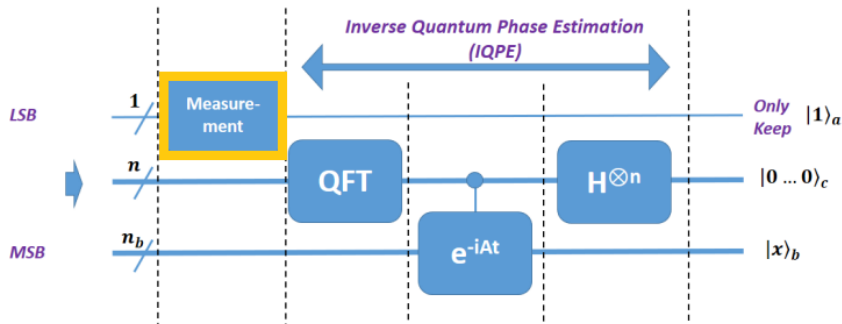 Inverse Quantum Phase Estimation
(IQPE)
LSB
1
Measure-
ment
Only
Keep
|1⟩a
n
QFT
H⊗n
|0 ... 0⟩c
MSB
nb
e-iAt
|x⟩b